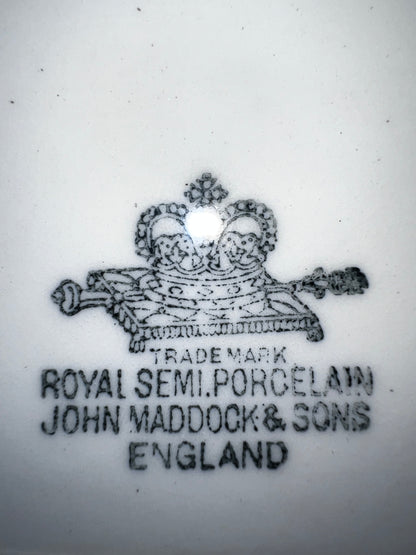 TRADE MARK
ROYAL SEMI.PORCELAIN
JOHN MADDOCK & SONS
ENGLAND